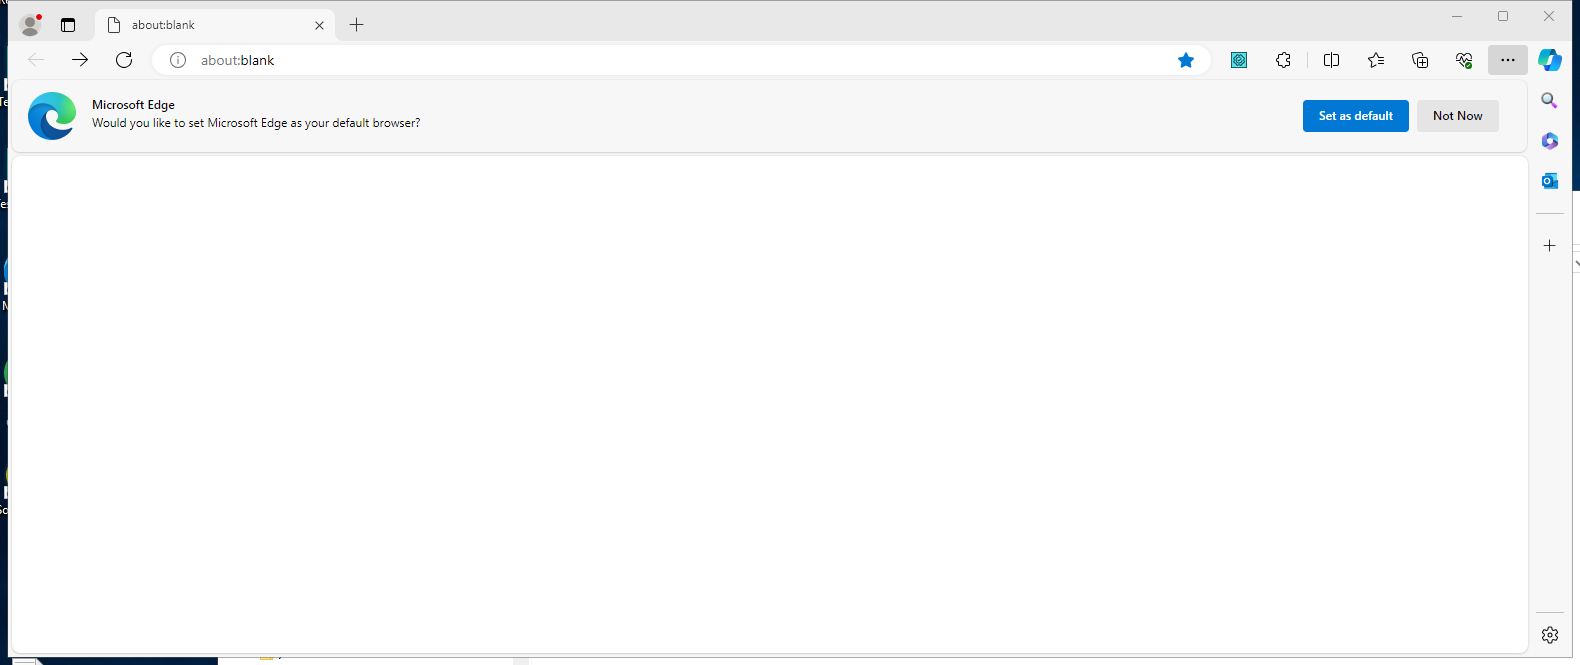 about:blank
about:blank
Microsoft Edge
Would you like to set Microsoft Edge as your default browser?
Set as default
Not Now